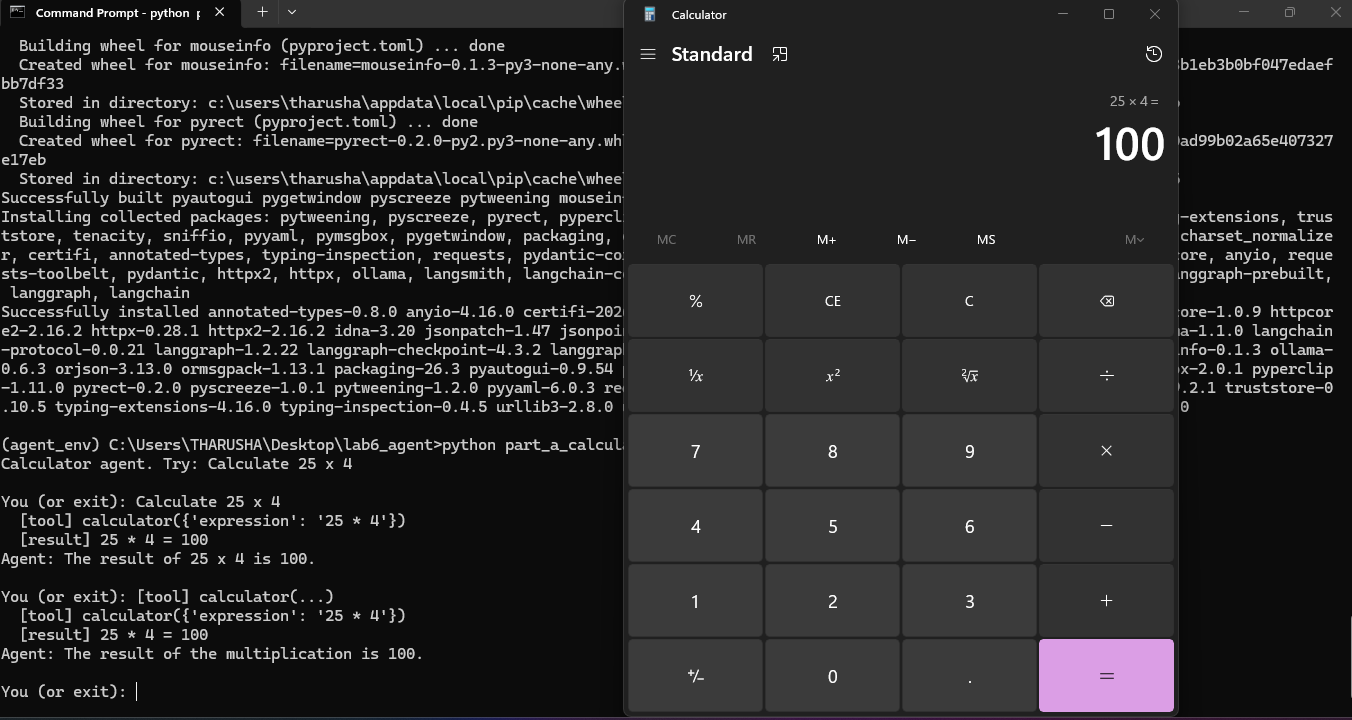 Command Prompt - python p
Building wheel for mouseinfo (pyproject.toml) ... done
Created wheel for mouseinfo: filename=mouseinfo-0.1.3-py3-none-any.
b1eb3b0bf047edaef
bb7df33
Stored in directory: c:\users\tharusha\appdata\local\pip\cache\whee
Building wheel for pyrect (pyproject.toml) ... done
Created wheel for pyrect: filename=pyrect-0.2.0-py2.py3-none-any.wh
ad99b02a65e407327
e17eb
Stored in directory: c:\users\tharusha\appdata\local\pip\cache\whee
Successfully built pyautogui pygetwindow pyscreeze pytweening mousein
Installing collected packages: pytweening, pyscreeze, pyrect, pypercl
-extensions, trus
tstore, tenacity, sniffio, pyyaml, pymsgbox, pygetwindow, packaging,
charset_normalize
r, certifi, annotated-types, typing-inspection, requests, pydantic-co
ore, anyio, reque
sts-toolbelt, pydantic, httpx2, httpx, ollama, langsmith, langchain-c
nggraph-prebuilt,
langgraph, langchain
Successfully installed annotated-types-0.8.0 anyio-4.16.0 certifi-202
ore-1.0.9 httpcor
e2-2.16.2 httpx-0.28.1 httpx2-2.16.2 idna-3.20 jsonpatch-1.47 jsonpoin
a-1.1.0 langchain
-protocol-0.0.21 langgraph-1.2.22 langgraph-checkpoint-4.3.2 langgrap
nfo-0.1.3 ollama-
0.6.3 orjson-3.13.0 ormsgpack-1.13.1 packaging-26.3 pyautogui-0.9.54
x-2.0.1 pyperclip
-1.11.0 pyrect-0.2.0 pyscreeze-1.0.1 pytweening-1.2.0 pyyaml-6.0.3 re
.2.1 truststore-0
.10.5 typing-extensions-4.16.0 typing-inspection-0.4.5 urllib3-2.8.0
0
(agent_env) C:\Users\THARUSHA\Desktop\lab6_agent>python part_a_calcul
Calculator agent. Try: Calculate 25 x 4
You (or exit): Calculate 25 x 4
[tool] calculator({'expression': '25 * 4'})
[result] 25 * 4 = 100
Agent: The result of 25 x 4 is 100.
You (or exit): [tool] calculator(...)
[tool] calculator({'expression': '25 * 4'})
[result] 25 * 4 = 100
Agent: The result of the multiplication is 100.
You (or exit):
Calculator
Standard
25 × 4 =
100
MC MR M+ M− MS M
% CE C
¹/x x² ²√x ÷
7 8 9 ×
4 5 6 −
1 2 3 +
+/− 0 . =